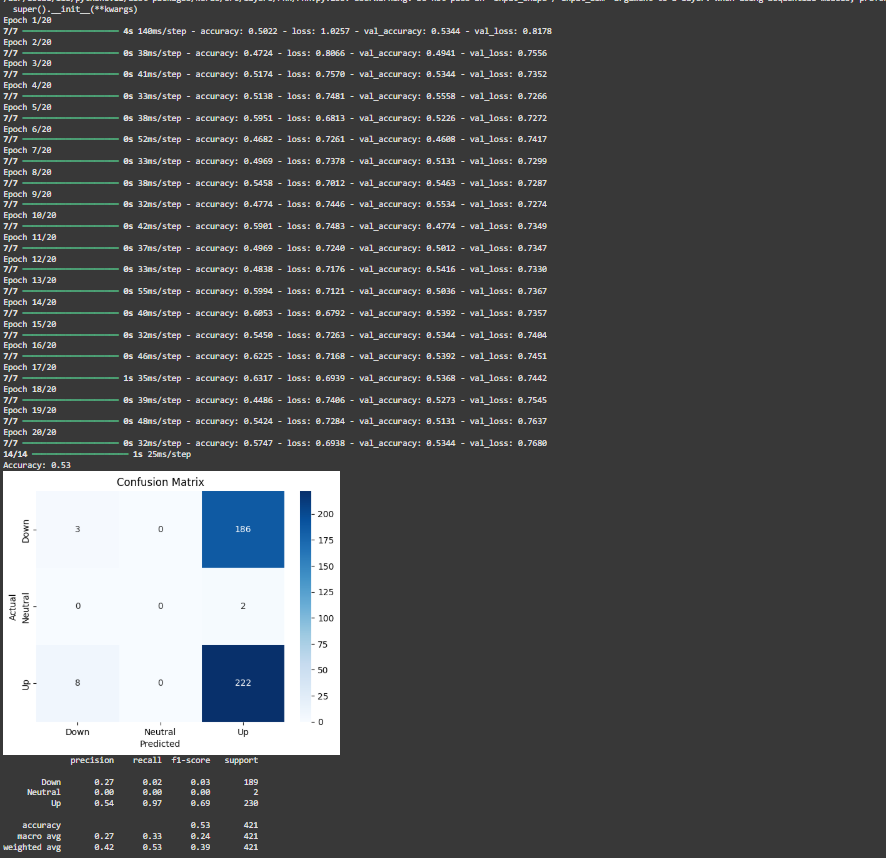 super().__init__(**kwargs)
Epoch 1/20
7/7 4s 140ms/step - accuracy: 0.5022 - loss: 1.0257 - val_accuracy: 0.5344 - val_loss: 0.8178
Epoch 2/20
7/7 0s 38ms/step - accuracy: 0.4724 - loss: 0.8066 - val_accuracy: 0.4941 - val_loss: 0.7556
Epoch 3/20
7/7 0s 41ms/step - accuracy: 0.5174 - loss: 0.7570 - val_accuracy: 0.5344 - val_loss: 0.7352
Epoch 4/20
7/7 0s 33ms/step - accuracy: 0.5138 - loss: 0.7481 - val_accuracy: 0.5558 - val_loss: 0.7266
Epoch 5/20
7/7 0s 38ms/step - accuracy: 0.5951 - loss: 0.6813 - val_accuracy: 0.5226 - val_loss: 0.7272
Epoch 6/20
7/7 0s 52ms/step - accuracy: 0.4682 - loss: 0.7261 - val_accuracy: 0.4608 - val_loss: 0.7417
Epoch 7/20
7/7 0s 33ms/step - accuracy: 0.4969 - loss: 0.7378 - val_accuracy: 0.5131 - val_loss: 0.7299
Epoch 8/20
7/7 0s 38ms/step - accuracy: 0.5458 - loss: 0.7012 - val_accuracy: 0.5463 - val_loss: 0.7287
Epoch 9/20
7/7 0s 32ms/step - accuracy: 0.4774 - loss: 0.7446 - val_accuracy: 0.5534 - val_loss: 0.7274
Epoch 10/20
7/7 0s 42ms/step - accuracy: 0.5901 - loss: 0.7483 - val_accuracy: 0.4774 - val_loss: 0.7349
Epoch 11/20
7/7 0s 37ms/step - accuracy: 0.4969 - loss: 0.7240 - val_accuracy: 0.5012 - val_loss: 0.7347
Epoch 12/20
7/7 0s 33ms/step - accuracy: 0.4838 - loss: 0.7176 - val_accuracy: 0.5416 - val_loss: 0.7330
Epoch 13/20
7/7 0s 55ms/step - accuracy: 0.5994 - loss: 0.7121 - val_accuracy: 0.5036 - val_loss: 0.7367
Epoch 14/20
7/7 0s 40ms/step - accuracy: 0.6053 - loss: 0.6792 - val_accuracy: 0.5392 - val_loss: 0.7357
Epoch 15/20
7/7 0s 32ms/step - accuracy: 0.5450 - loss: 0.7263 - val_accuracy: 0.5344 - val_loss: 0.7404
Epoch 16/20
7/7 0s 46ms/step - accuracy: 0.6225 - loss: 0.7168 - val_accuracy: 0.5392 - val_loss: 0.7451
Epoch 17/20
7/7 1s 35ms/step - accuracy: 0.6317 - loss: 0.6939 - val_accuracy: 0.5368 - val_loss: 0.7442
Epoch 18/20
7/7 0s 39ms/step - accuracy: 0.4486 - loss: 0.7406 - val_accuracy: 0.5273 - val_loss: 0.7545
Epoch 19/20
7/7 0s 48ms/step - accuracy: 0.5424 - loss: 0.7284 - val_accuracy: 0.5131 - val_loss: 0.7637
Epoch 20/20
7/7 0s 32ms/step - accuracy: 0.5747 - loss: 0.6938 - val_accuracy: 0.5344 - val_loss: 0.7680
14/14 1s 25ms/step
Accuracy: 0.53
Confusion Matrix
Down 3 0 186
Neutral 0 0 2
Up 8 0 222
Actual
Down Neutral Up
Predicted
200
175
150
125
100
75
50
25
0
precision recall f1-score support
Down 0.27 0.02 0.03 189
Neutral 0.00 0.00 0.00 2
Up 0.54 0.97 0.69 230
accuracy 0.53 421
macro avg 0.27 0.33 0.24 421
weighted avg 0.42 0.53 0.39 421